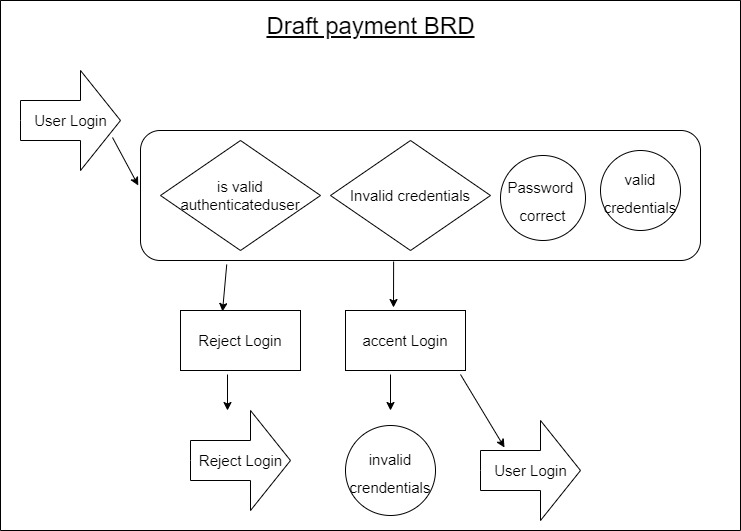 Draft payment BRD
User Login
is valid
authenticateduser
Invalid credentials
Password
correct
valid
credentials
Reject Login
accent Login
Reject Login
invalid
crendentials
User Login